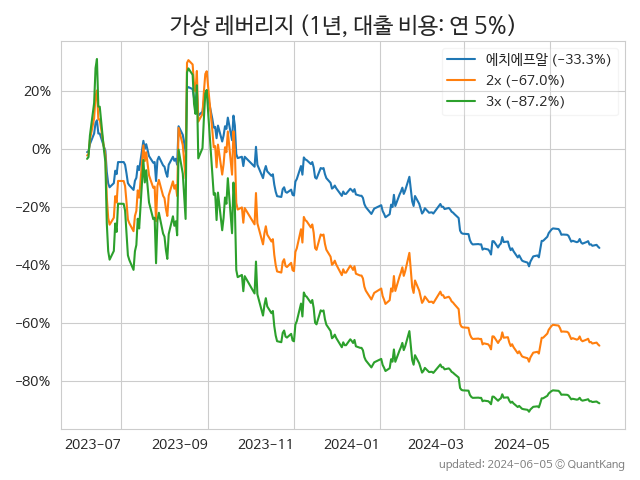 가상 레버리지 (1년, 대출 비용: 연 5%)
에치에프알 (−33.3%)
2x (−67.0%)
3x (−87.2%)
20%
0%
−20%
−40%
−60%
−80%
2023-07 2023-09 2023-11 2024-01 2024-03 2024-05
updated: 2024-06-05 © QuantKang